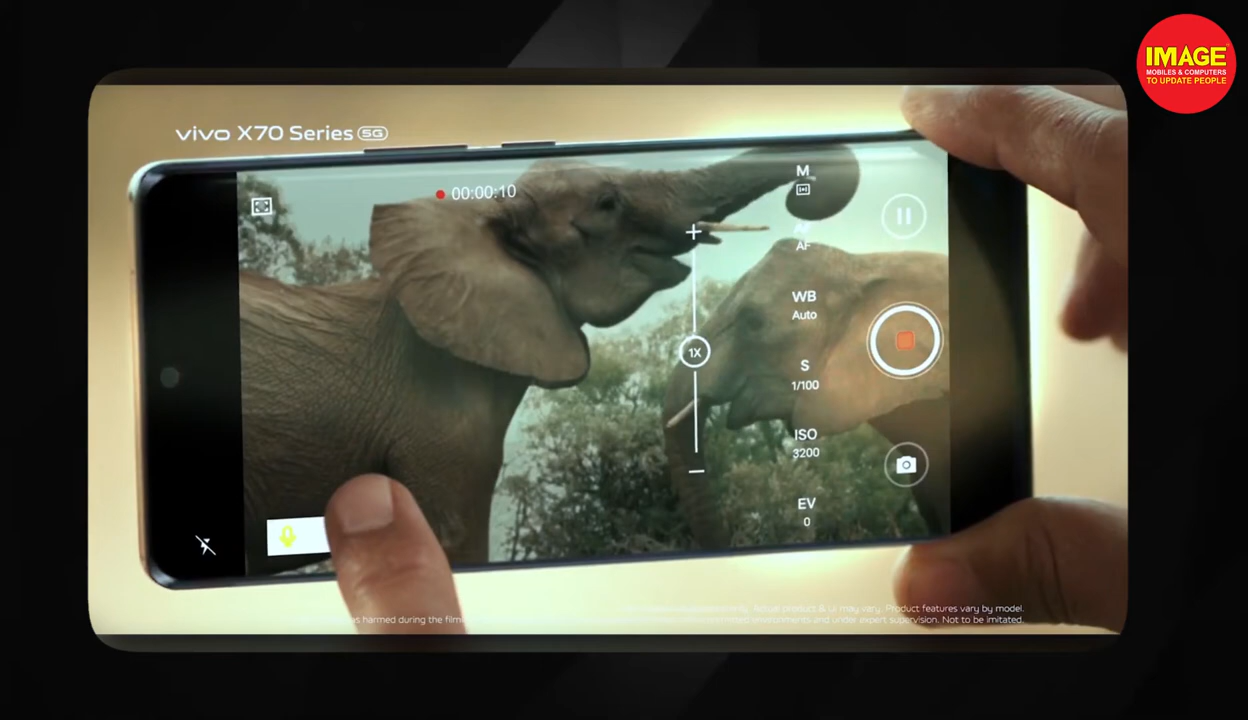 IMAGE
MOBILES & COMPUTERS
TO UPDATE PEOPLE
vivo X70 Series 5G
00:00:10
M
AF
WB
Auto
S
1/100
1X
ISO
3200
EV
0
Actual product & UI may vary. Product features vary by model.
harmed during the
environments and under expert supervision. Not to be imitated.